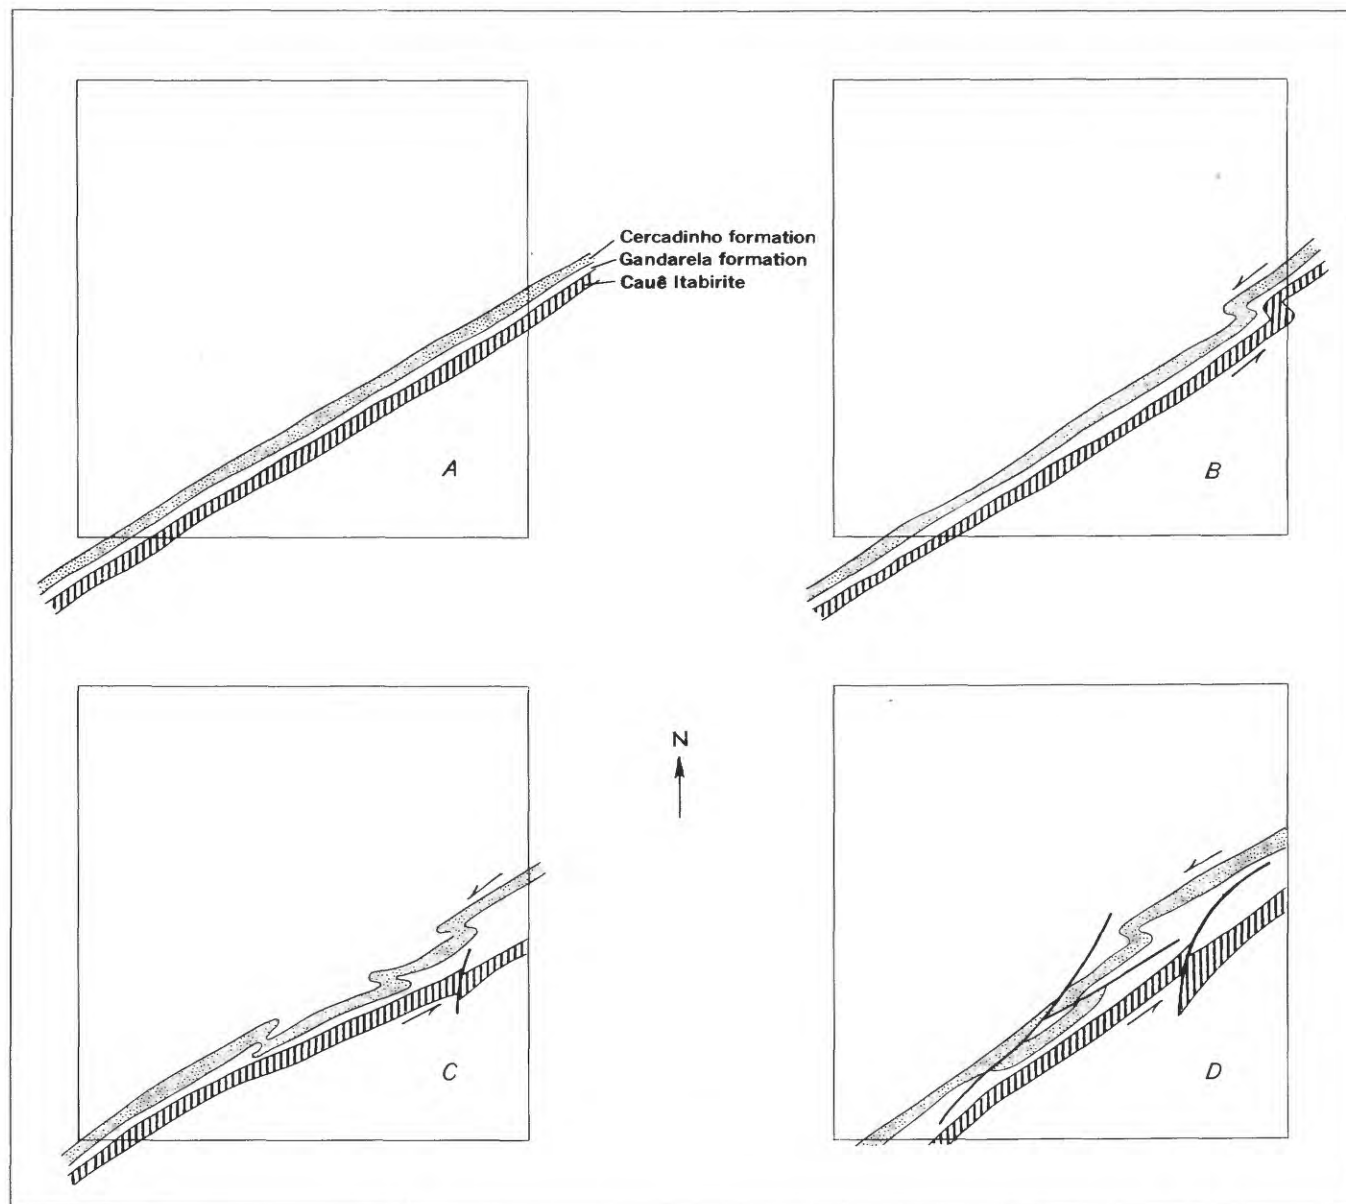 Cercadinho formation
Gandarela formation
Cauê Itabirite
A
B
N
C
D